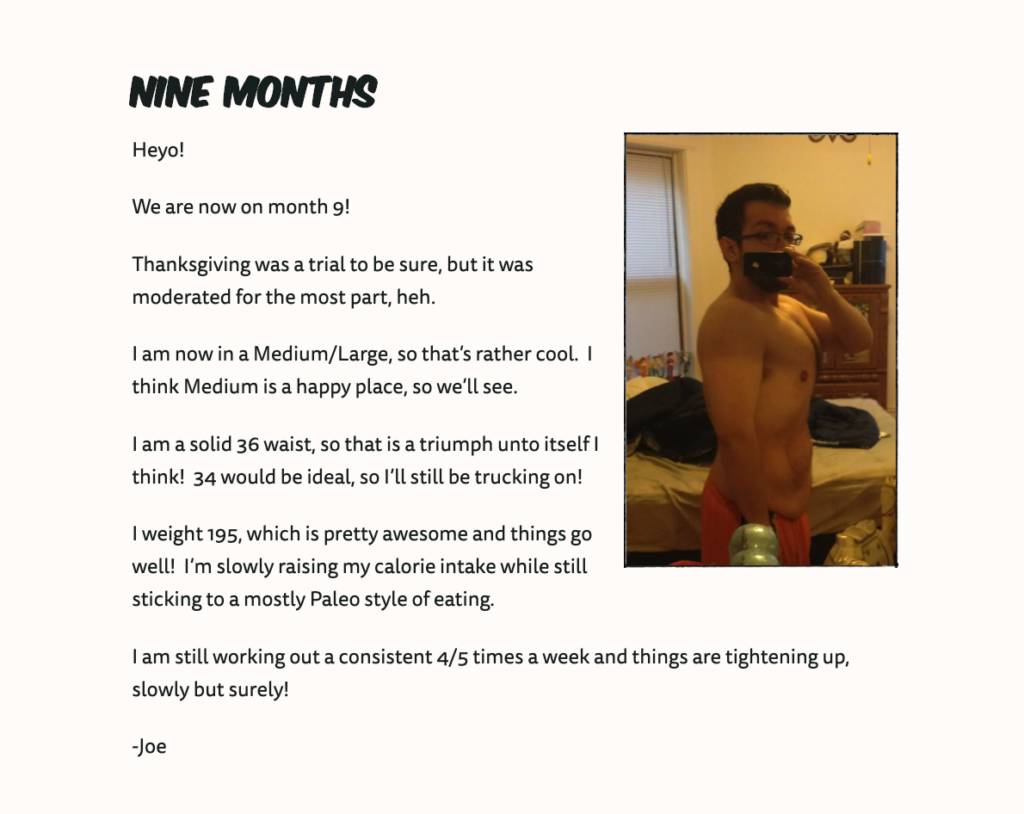 NINE MONTHS
Heyo!
We are now on month 9!
Thanksgiving was a trial to be sure, but it was
moderated for the most part, heh.
I am now in a Medium/Large, so that's rather cool.  I
think Medium is a happy place, so we'll see.
I am a solid 36 waist, so that is a triumph unto itself I
think!  34 would be ideal, so I'll still be trucking on!
I weight 195, which is pretty awesome and things go
well!  I'm slowly raising my calorie intake while still
sticking to a mostly Paleo style of eating.
I am still working out a consistent 4/5 times a week and things are tightening up,
slowly but surely!
-Joe